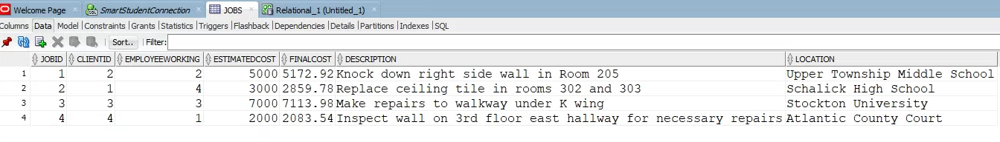 Welcome Page SmartStudentConnection JOBS Relational_1 (Untitled_1)
Columns Data Model Constraints Grants Statistics Triggers Flashback Dependencies Details Partitions Indexes SQL
Sort.. Filter:
JOBID CLIENTID EMPLOYEEWORKING ESTIMATEDCOST FINALCOST DESCRIPTION LOCATION
1 1 2 2 5000 5172.92 Knock down right side wall in Room 205 Upper Township Middle School
2 2 1 4 3000 2859.78 Replace ceiling tile in rooms 302 and 303 Schalick High School
3 3 3 3 7000 7113.98 Make repairs to walkway under K wing Stockton University
4 4 4 1 2000 2083.54 Inspect wall on 3rd floor east hallway for necessary repairs Atlantic County Court